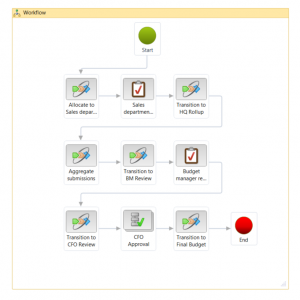 Workflow
Start
Allocate to
Sales depar...
Sales
departmen...
Transition to
HQ Rollup
Aggregate
submissions
Transition to
BM Review
Budget
manager re...
Transition to
CFO Review
CFO
Approval
Transition to
Final Budget
End